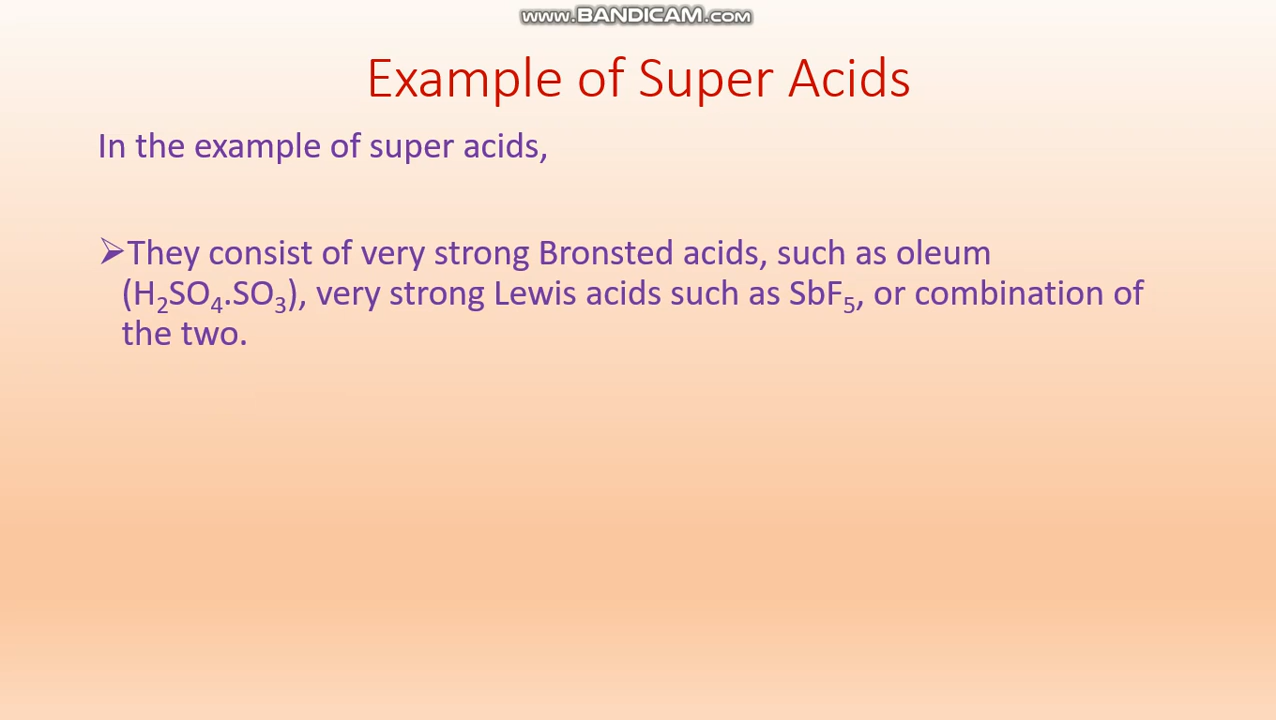 www.BANDICAM.com
Example of Super Acids
In the example of super acids,
➢They consist of very strong Bronsted acids, such as oleum
(H₂SO₄.SO₃), very strong Lewis acids such as SbF₅, or combination of
the two.